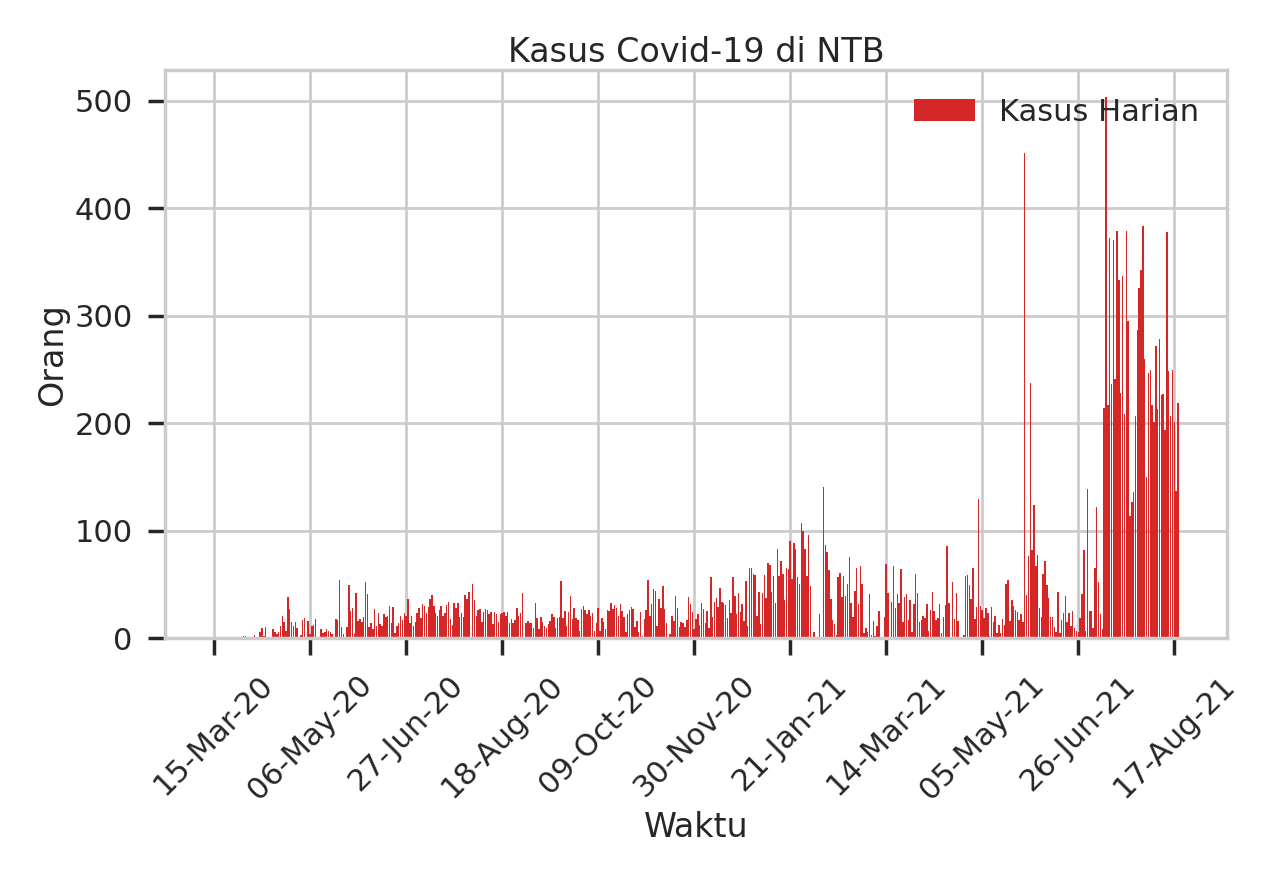 Kasus Covid-19 di NTB
Kasus Harian
Orang
500
400
300
200
100
0
15-Mar-20
06-May-20
27-Jun-20
18-Aug-20
09-Oct-20
30-Nov-20
21-Jan-21
14-Mar-21
05-May-21
26-Jun-21
17-Aug-21
Waktu